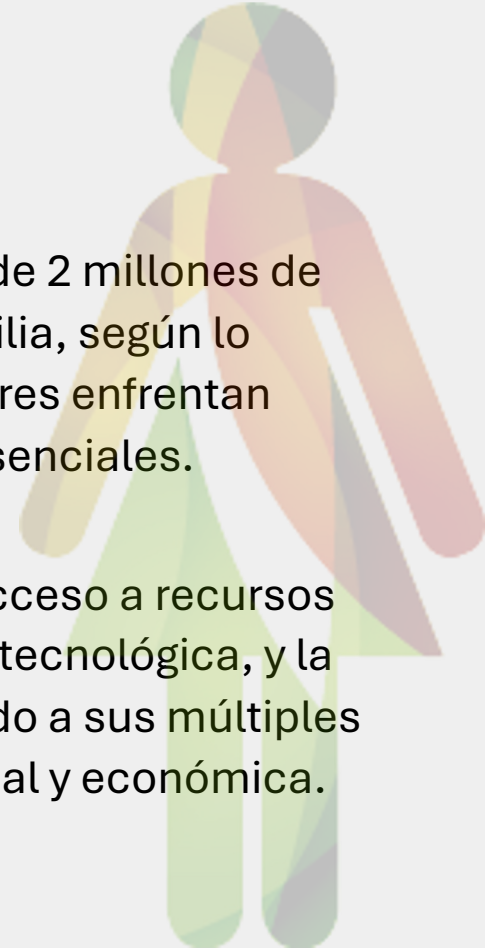 de 2 millones de
ilia, según lo
res enfrentan
senciales.
cceso a recursos
tecnológica, y la
do a sus múltiples
al y económica.